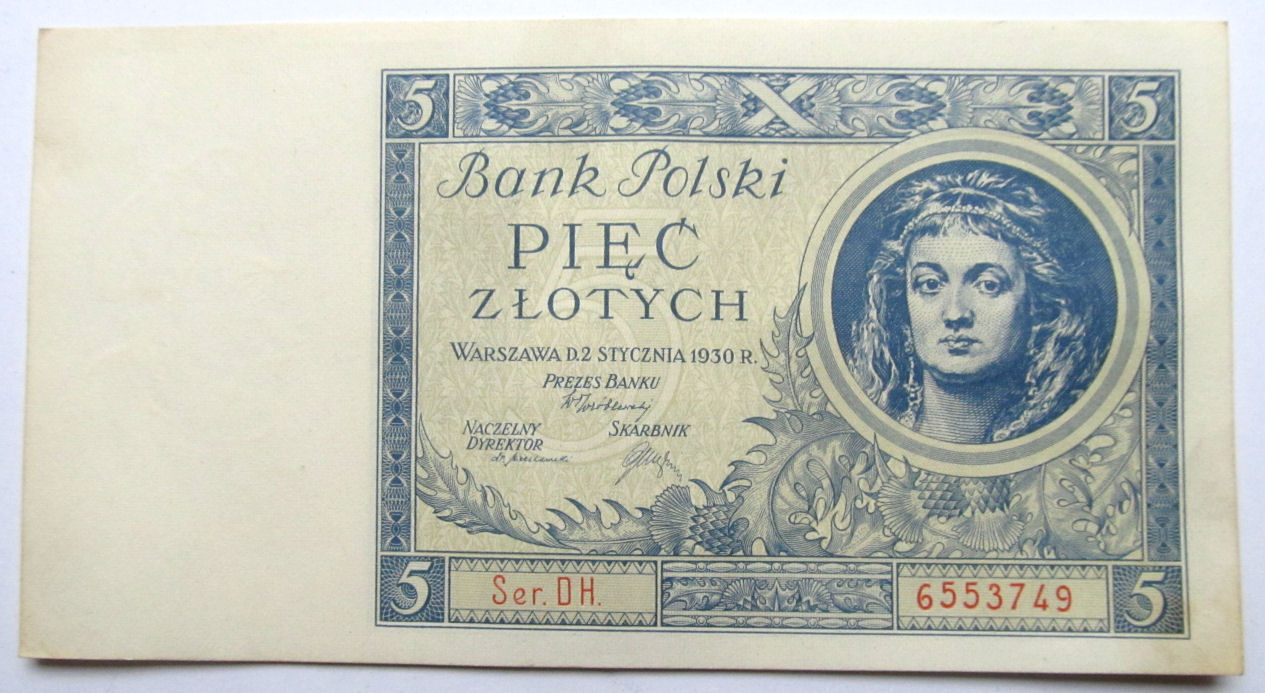 5 5
Bank Polski
PIĘĆ
ZŁOTYCH
5
WARSZAWA D. 2 STYCZNIA 1930 R.
PREZES BANKU
NACZELNY SKARBNIK
DYREKTOR
5 Ser. DH. 6553749 5